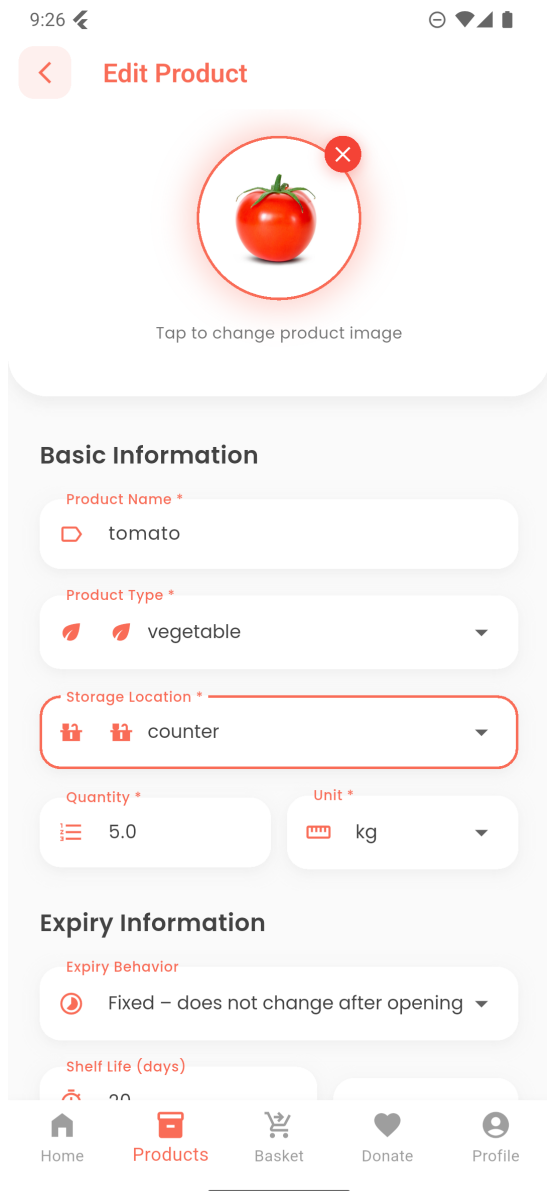 9:26
Edit Product
Tap to change product image
Basic Information
Product Name *
tomato
Product Type *
vegetable
Storage Location *
counter
Quantity *
Unit *
5.0
kg
Expiry Information
Expiry Behavior
Fixed – does not change after opening
Shelf Life (days)
Home
Products
Basket
Donate
Profile